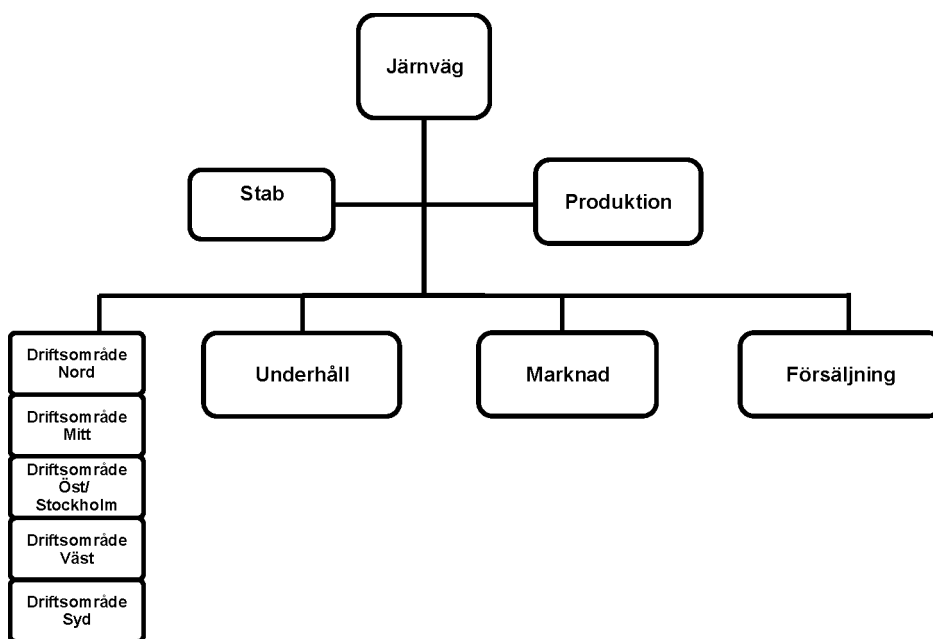 Järnväg
Stab
Produktion
Driftsområde
Nord
Underhåll
Marknad
Försäljning
Driftsområde
Mitt
Driftsområde
Öst/
Stockholm
Driftsområde
Väst
Driftsområde
Syd